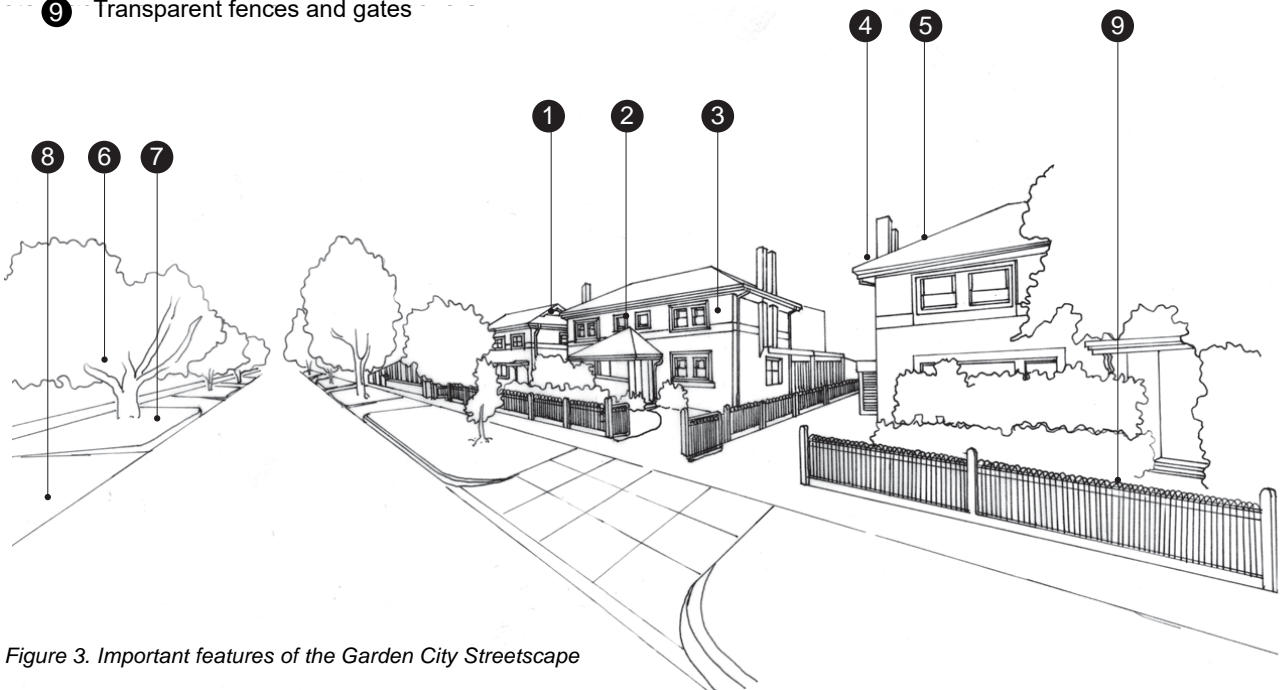 9 Transparent fences and gates
4 5 9
1 2 3
8 6 7
Figure 3. Important features of the Garden City Streetscape